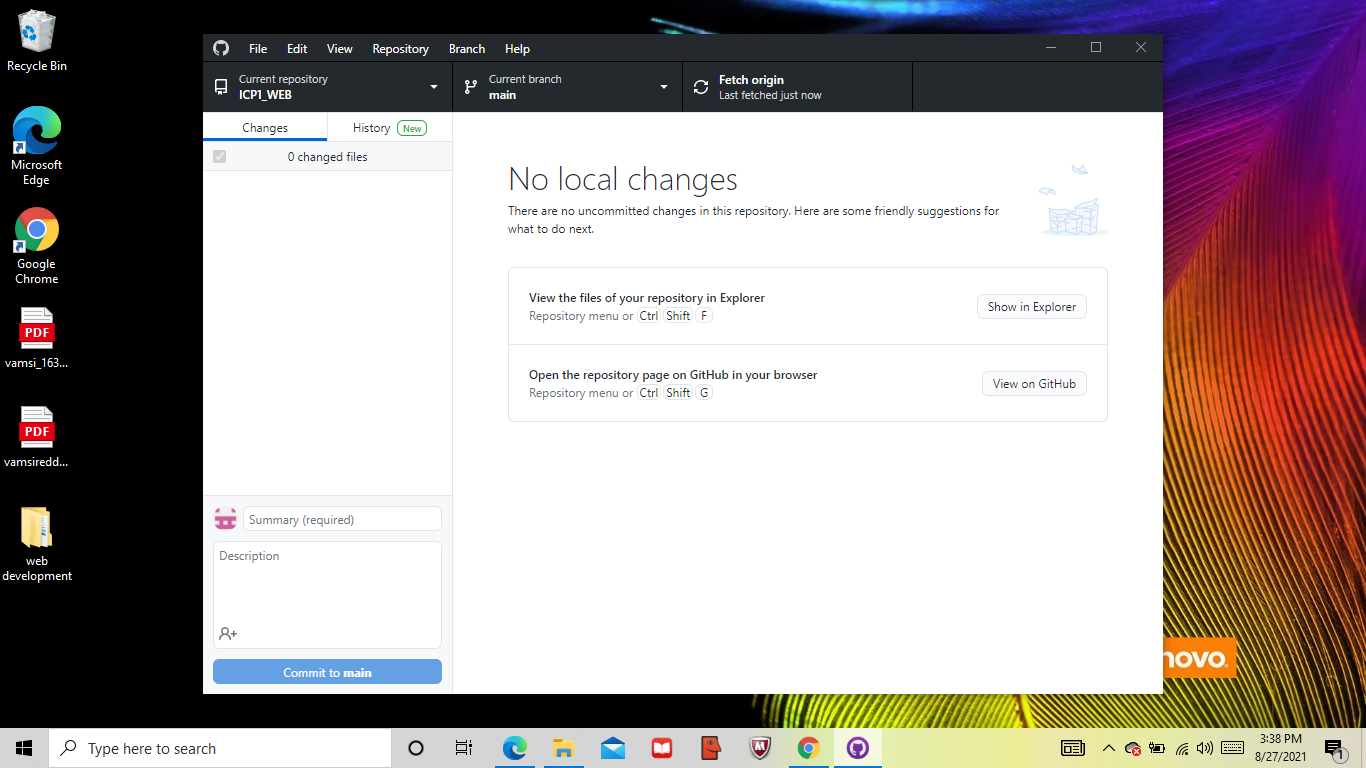 Recycle Bin
Microsoft
Edge
Google
Chrome
PDF
vamsi_163...
PDF
vamsiredd...
web
development
File Edit View Repository Branch Help
Current repository
ICP1_WEB
Current branch
main
Fetch origin
Last fetched just now
Changes
History New
0 changed files
No local changes
There are no uncommitted changes in this repository. Here are some friendly suggestions for
what to do next.
View the files of your repository in Explorer
Repository menu or Ctrl Shift F
Show in Explorer
Open the repository page on GitHub in your browser
Repository menu or Ctrl Shift G
View on GitHub
Summary (required)
Description
Commit to main
novo.
Type here to search
3:38 PM
8/27/2021
1